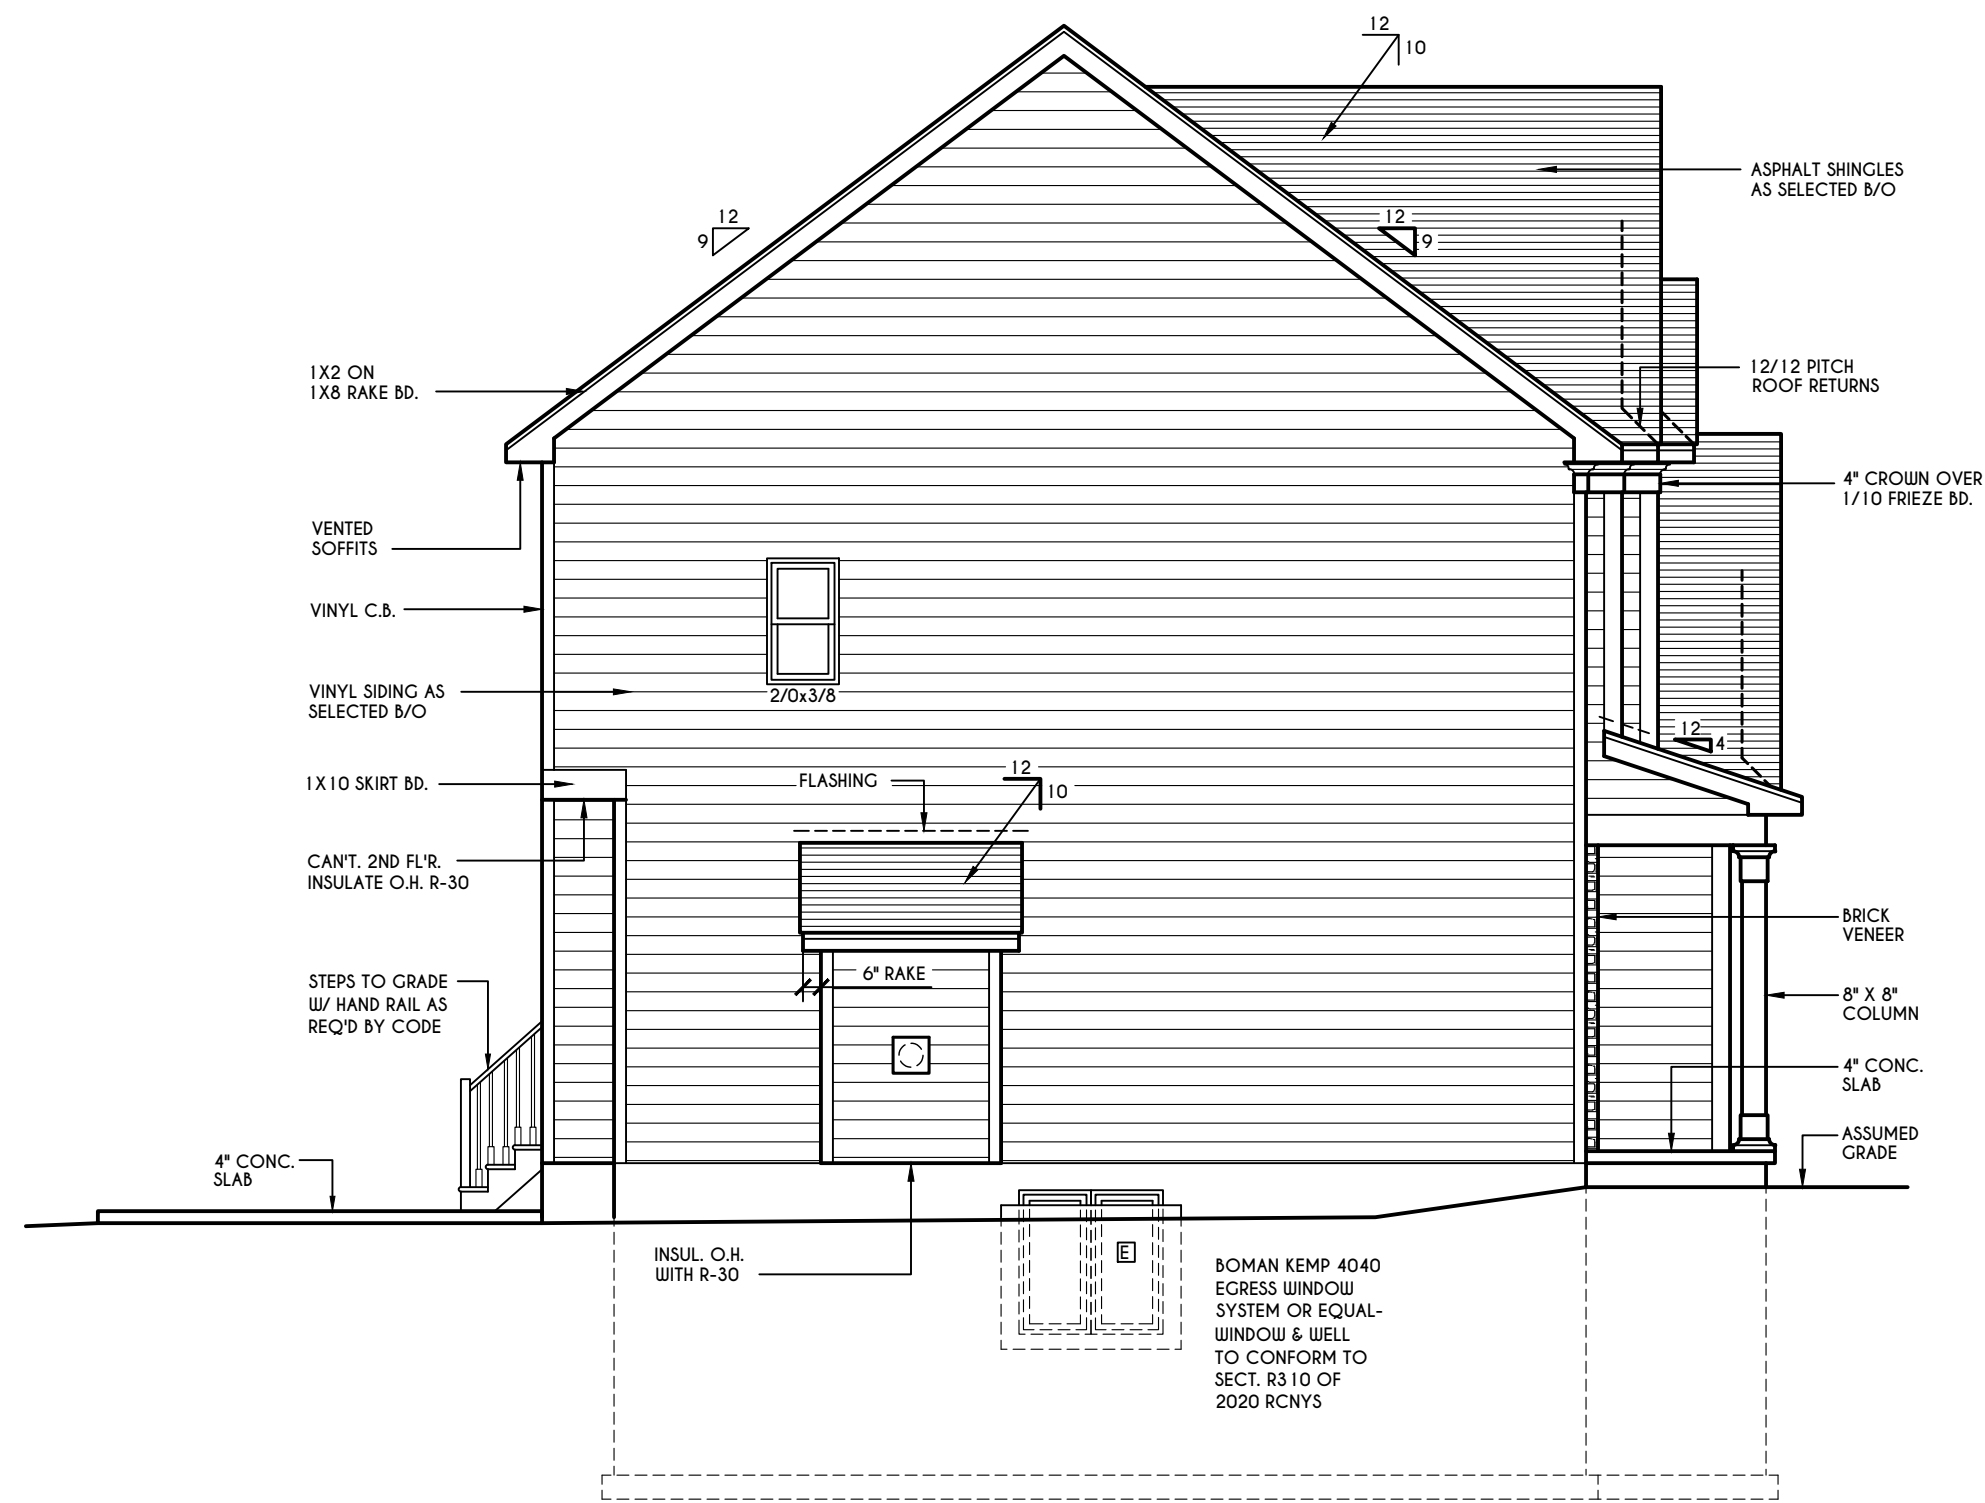 12
10
ASPHALT SHINGLES
AS SELECTED B/O
12
9
12
9
1X2 ON
1X8 RAKE BD.
12/12 PITCH
ROOF RETURNS
4" CROWN OVER
1/10 FRIEZE BD.
VENTED
SOFFITS
VINYL C.B.
VINYL SIDING AS
SELECTED B/O
2/0x3/8
12
4
1X10 SKIRT BD.
FLASHING
12
10
CAN'T. 2ND FL'R.
INSULATE O.H. R-30
BRICK
VENEER
6" RAKE
STEPS TO GRADE
W/ HAND RAIL AS
REQ'D BY CODE
8" X 8"
COLUMN
4" CONC.
SLAB
ASSUMED
GRADE
4" CONC.
SLAB
INSUL. O.H.
WITH R-30
E
BOMAN KEMP 4040
EGRESS WINDOW
SYSTEM OR EQUAL-
WINDOW & WELL
TO CONFORM TO
SECT. R310 OF
2020 RCNYS